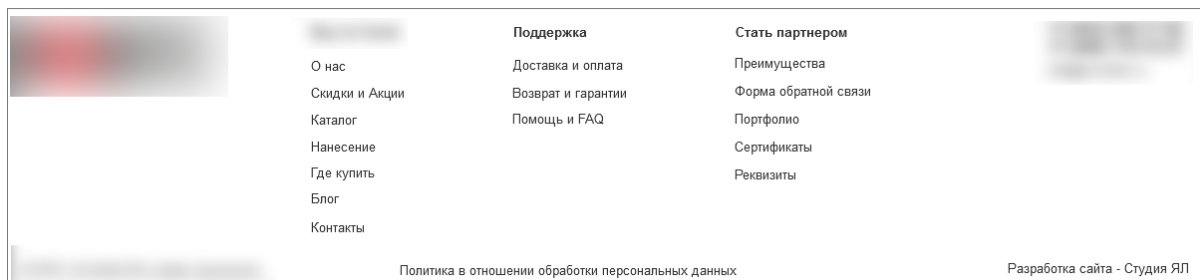 О нас
Скидки и Акции
Каталог
Нанесение
Где купить
Блог
Контакты
Поддержка
Доставка и оплата
Возврат и гарантии
Помощь и FAQ
Стать партнером
Преимущества
Форма обратной связи
Портфолио
Сертификаты
Реквизиты
Политика в отношении обработки персональных данных
Разработка сайта - Студия ЯЛ